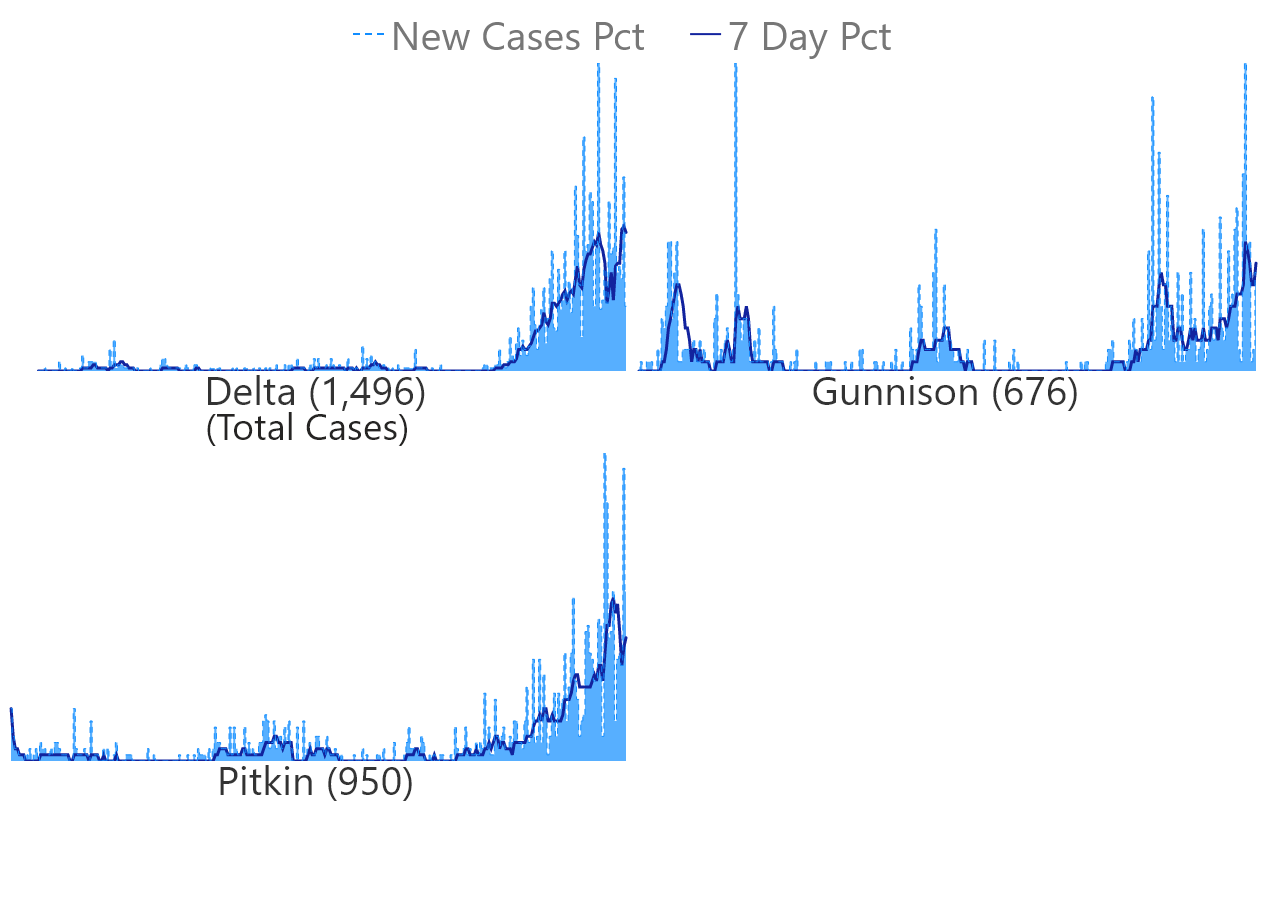 New Cases Pct 7 Day Pct
Delta (1,496)
(Total Cases)
Gunnison (676)
Pitkin (950)